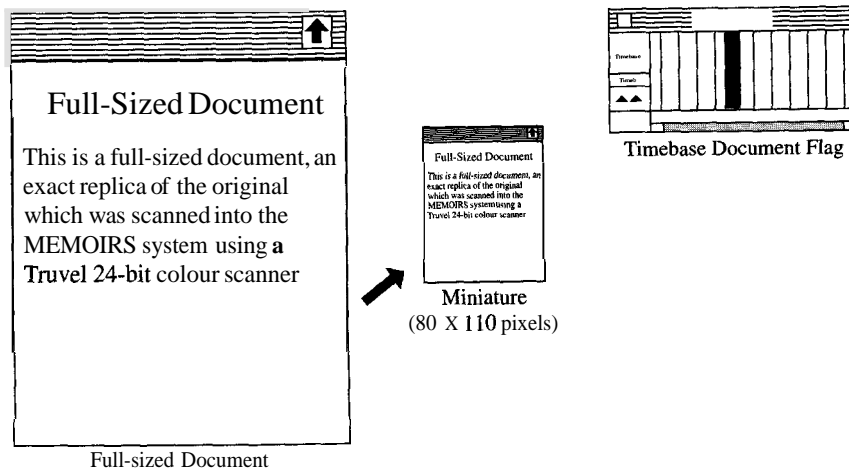 Full-Sized Document
This is a full-sized document, an
exact replica of the original
which was scanned into the
MEMOIRS system using a
Truvel 24-bit colour scanner
Full-sized Document
Full-Sized Document
This is a full-sized document, an
exact replica of the original
which was scanned into the
MEMOIRS system using a
Truvel 24-bit colour scanner
Miniature
(80 X 110 pixels)
Timebase
Timeb
Timebase Document Flag